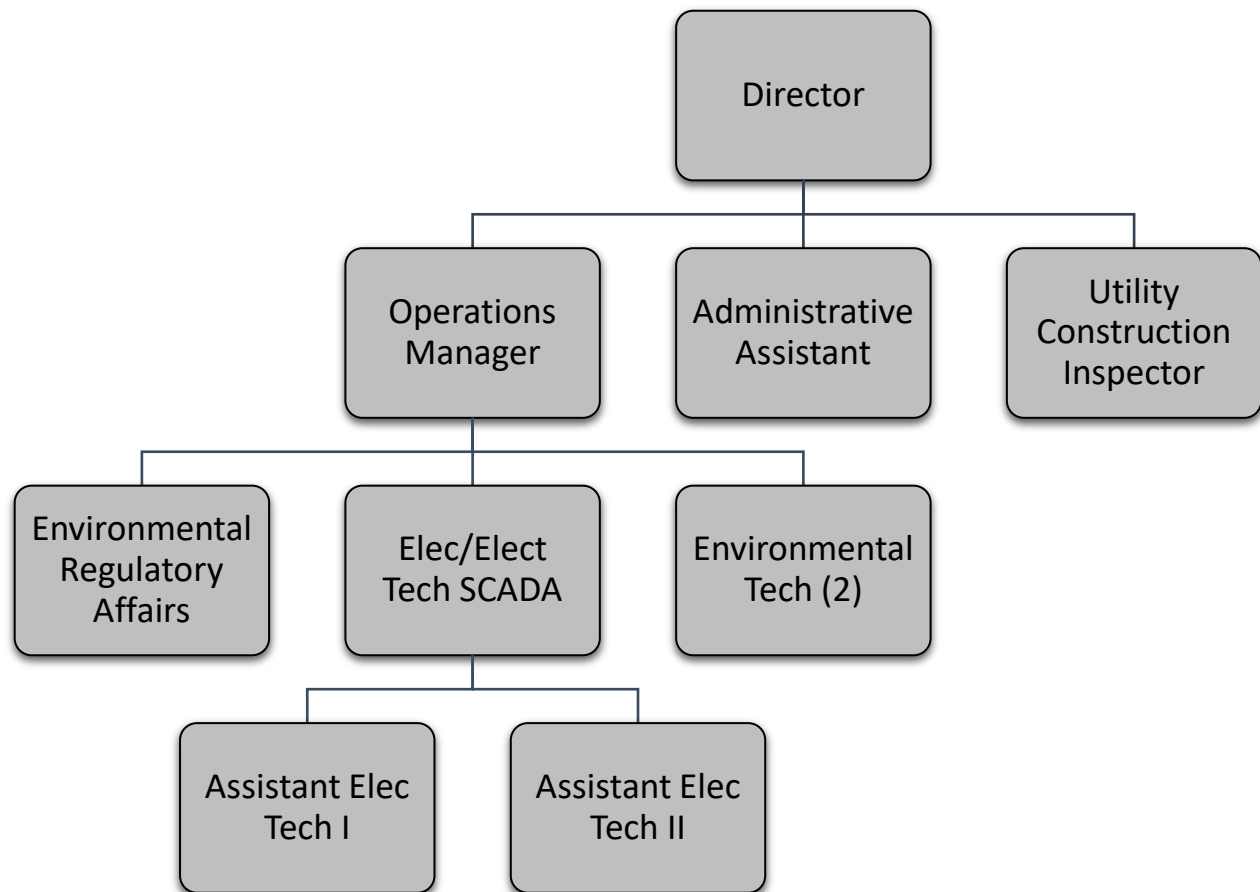 Director
Operations
Manager
Administrative
Assistant
Utility
Construction
Inspector
Environmental
Regulatory
Affairs
Elec/Elect
Tech SCADA
Environmental
Tech (2)
Assistant Elec
Tech I
Assistant Elec
Tech II